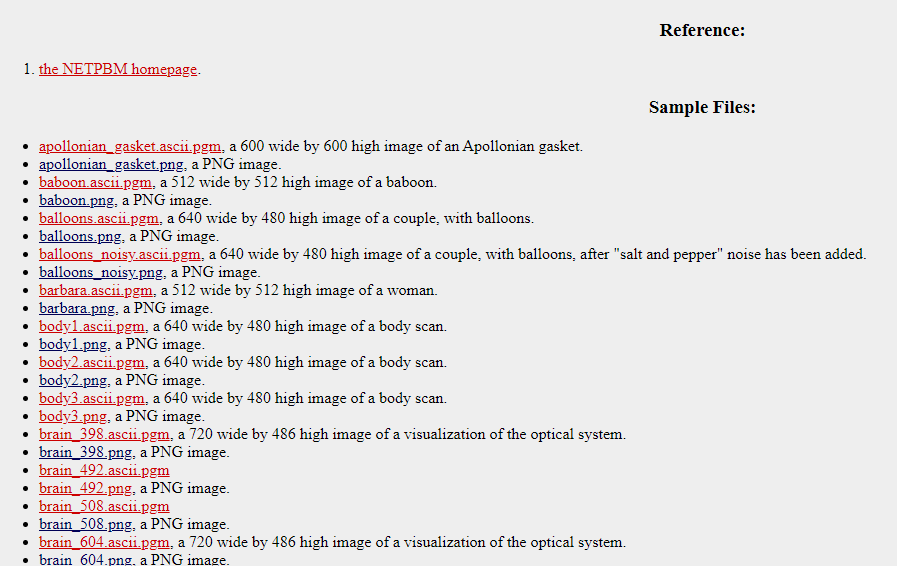 Reference:
1. the NETPBM homepage.
Sample Files:
• apollonian_gasket.ascii.pgm, a 600 wide by 600 high image of an Apollonian gasket.
• apollonian_gasket.png, a PNG image.
• baboon.ascii.pgm, a 512 wide by 512 high image of a baboon.
• baboon.png, a PNG image.
• balloons.ascii.pgm, a 640 wide by 480 high image of a couple, with balloons.
• balloons.png, a PNG image.
• balloons_noisy.ascii.pgm, a 640 wide by 480 high image of a couple, with balloons, after "salt and pepper" noise has been added.
• balloons_noisy.png, a PNG image.
• barbara.ascii.pgm, a 512 wide by 512 high image of a woman.
• barbara.png, a PNG image.
• body1.ascii.pgm, a 640 wide by 480 high image of a body scan.
• body1.png, a PNG image.
• body2.ascii.pgm, a 640 wide by 480 high image of a body scan.
• body2.png, a PNG image.
• body3.ascii.pgm, a 640 wide by 480 high image of a body scan.
• body3.png, a PNG image.
• brain_398.ascii.pgm, a 720 wide by 486 high image of a visualization of the optical system.
• brain_398.png, a PNG image.
• brain_492.ascii.pgm
• brain_492.png, a PNG image.
• brain_508.ascii.pgm
• brain_508.png, a PNG image.
• brain_604.ascii.pgm, a 720 wide by 486 high image of a visualization of the optical system.
• brain_604.png, a PNG image.